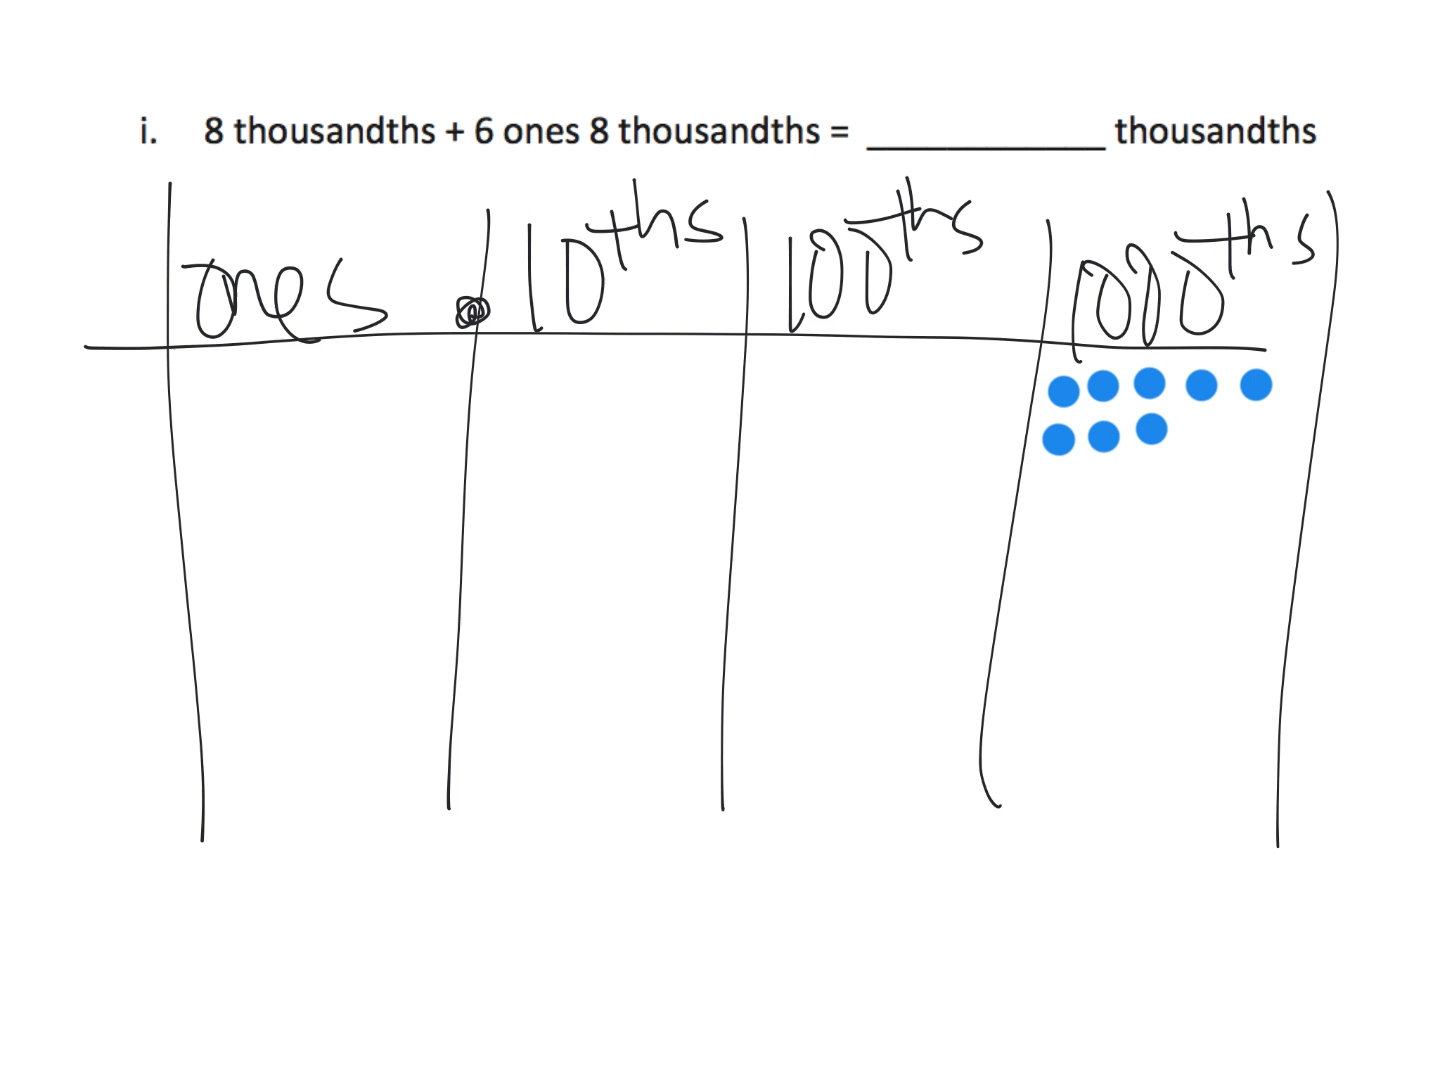 i. 8 thousandths + 6 ones 8 thousandths = ____________ thousandths
ones . 10ths 100ths 1000ths